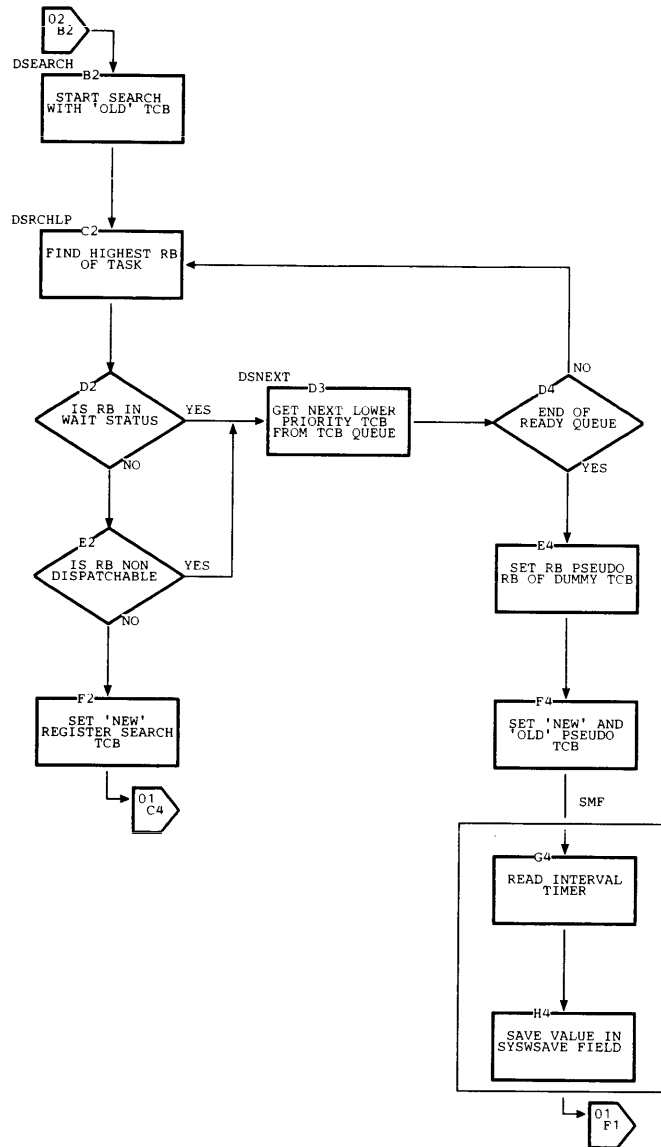 02
B2
DSEARCH
B2
START SEARCH
WITH 'OLD' TCB
DSRCHLP
C2
FIND HIGHEST RB
OF TASK
D2
IS RB IN
WAIT STATUS
YES
NO
DSNEXT
D3
GET NEXT LOWER
PRIORITY TCB
FROM TCB QUEUE
D4
NO
END OF
READY QUEUE
YES
E2
IS RB NON
DISPATCHABLE
YES
NO
E4
SET RB PSEUDO
RB OF DUMMY TCB
F2
SET 'NEW'
REGISTER SEARCH
TCB
01
C4
F4
SET 'NEW' AND
'OLD' PSEUDO
TCB
SMF
G4
READ INTERVAL
TIMER
H4
SAVE VALUE IN
SYSWSAVE FIELD
01
F1